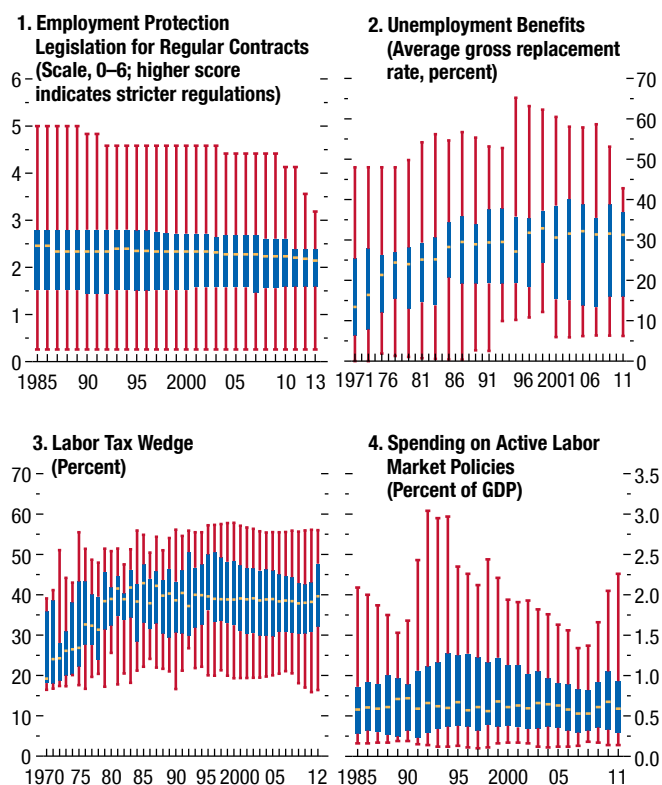 1. Employment Protection
Legislation for Regular Contracts
(Scale, 0–6; higher score
indicates stricter regulations)
6
5
4
3
2
1
0
1985 90 95 2000 05 10 13
2. Unemployment Benefits
(Average gross replacement
rate, percent)
70
60
50
40
30
20
10
0
1971 76 81 86 91 96 2001 06 11
3. Labor Tax Wedge
(Percent)
70
60
50
40
30
20
10
0
1970 75 80 85 90 95 2000 05 12
4. Spending on Active Labor
Market Policies
(Percent of GDP)
3.5
3.0
2.5
2.0
1.5
1.0
0.5
0.0
1985 90 95 2000 05 11